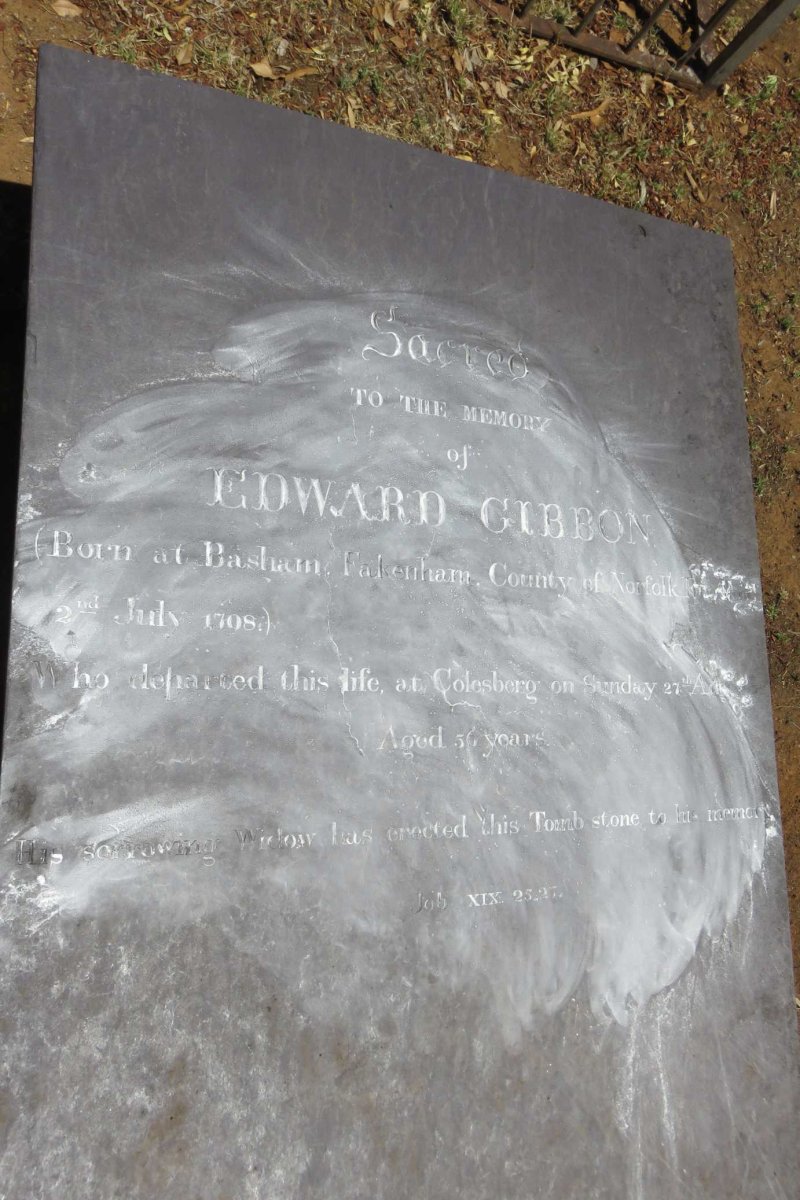 Sacred
TO THE MEMORY
of
EDWARD GIBBON
(Born at Basham, Fakenham, County of Norfolk
2nd July 1798.)
Who departed this life, at Colesberg on Sunday 27th
Aged 56 years.
His sorrowing Widow has erected this Tomb stone to his memory
Job XIX. 25.27.